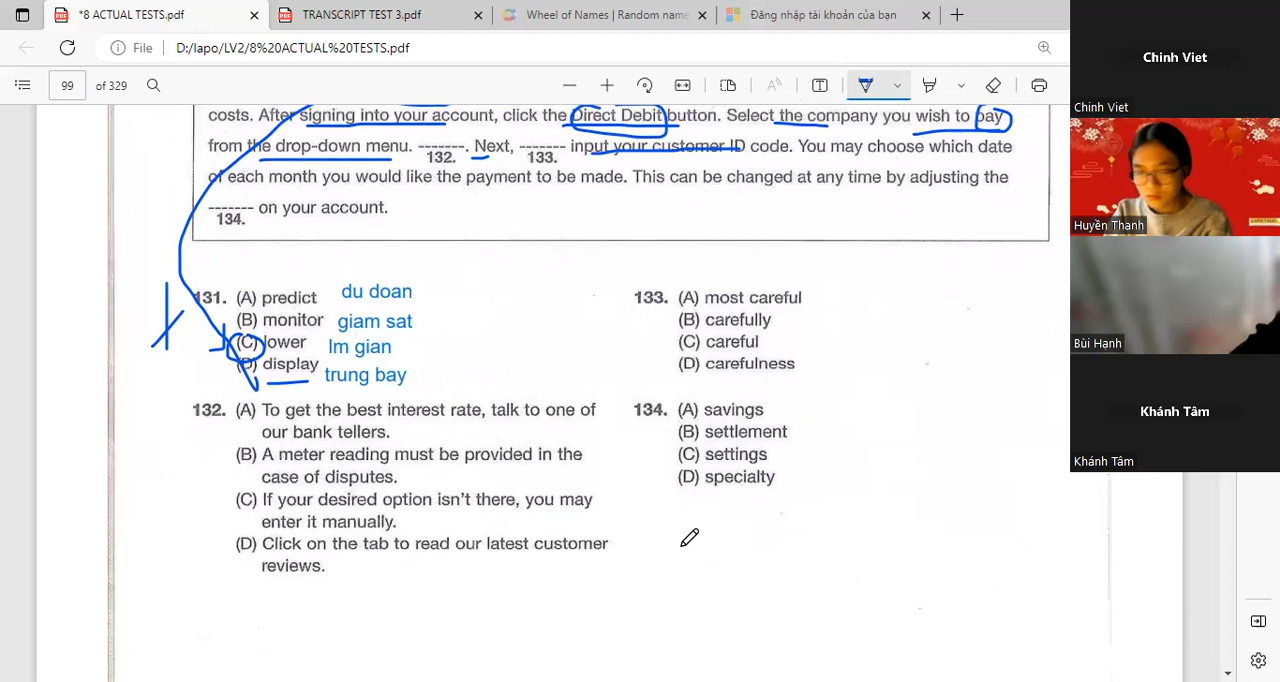 *8 ACTUAL TESTS.pdf
TRANSCRIPT TEST 3.pdf
Wheel of Names | Random name
Đăng nhập tài khoản của bạn
File
D:/lapo/LV2/8%20ACTUAL%20TESTS.pdf
99
of 329
costs. After signing into your account, click the Direct Debit button. Select the company you wish to pay
from the drop-down menu. -------. Next, ------- input your customer ID code. You may choose which date
132. 133.
of each month you would like the payment to be made. This can be changed at any time by adjusting the
------- on your account.
134.
131. (A) predict
(B) monitor
(C) lower
(D) display
du doan
giam sat
lm gian
trung bay
132. (A) To get the best interest rate, talk to one of
our bank tellers.
(B) A meter reading must be provided in the
case of disputes.
(C) If your desired option isn't there, you may
enter it manually.
(D) Click on the tab to read our latest customer
reviews.
133. (A) most careful
(B) carefully
(C) careful
(D) carefulness
134. (A) savings
(B) settlement
(C) settings
(D) specialty
Chinh Viet
Chinh Viet
Huyền Thanh
Bùi Hạnh
Khánh Tâm
Khánh Tâm